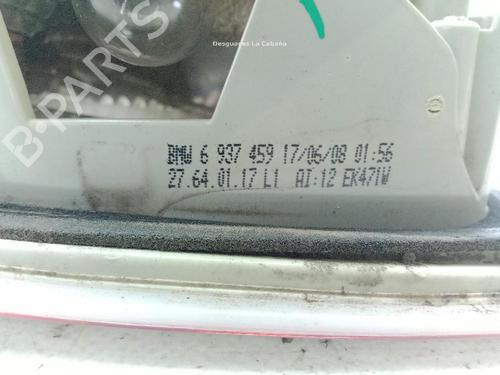 Desguaces La Cabaña
B-PARTS
BMW 6 937 459 17/06/08 01:56
27.64.01.17 L1 AI:12 EK471W